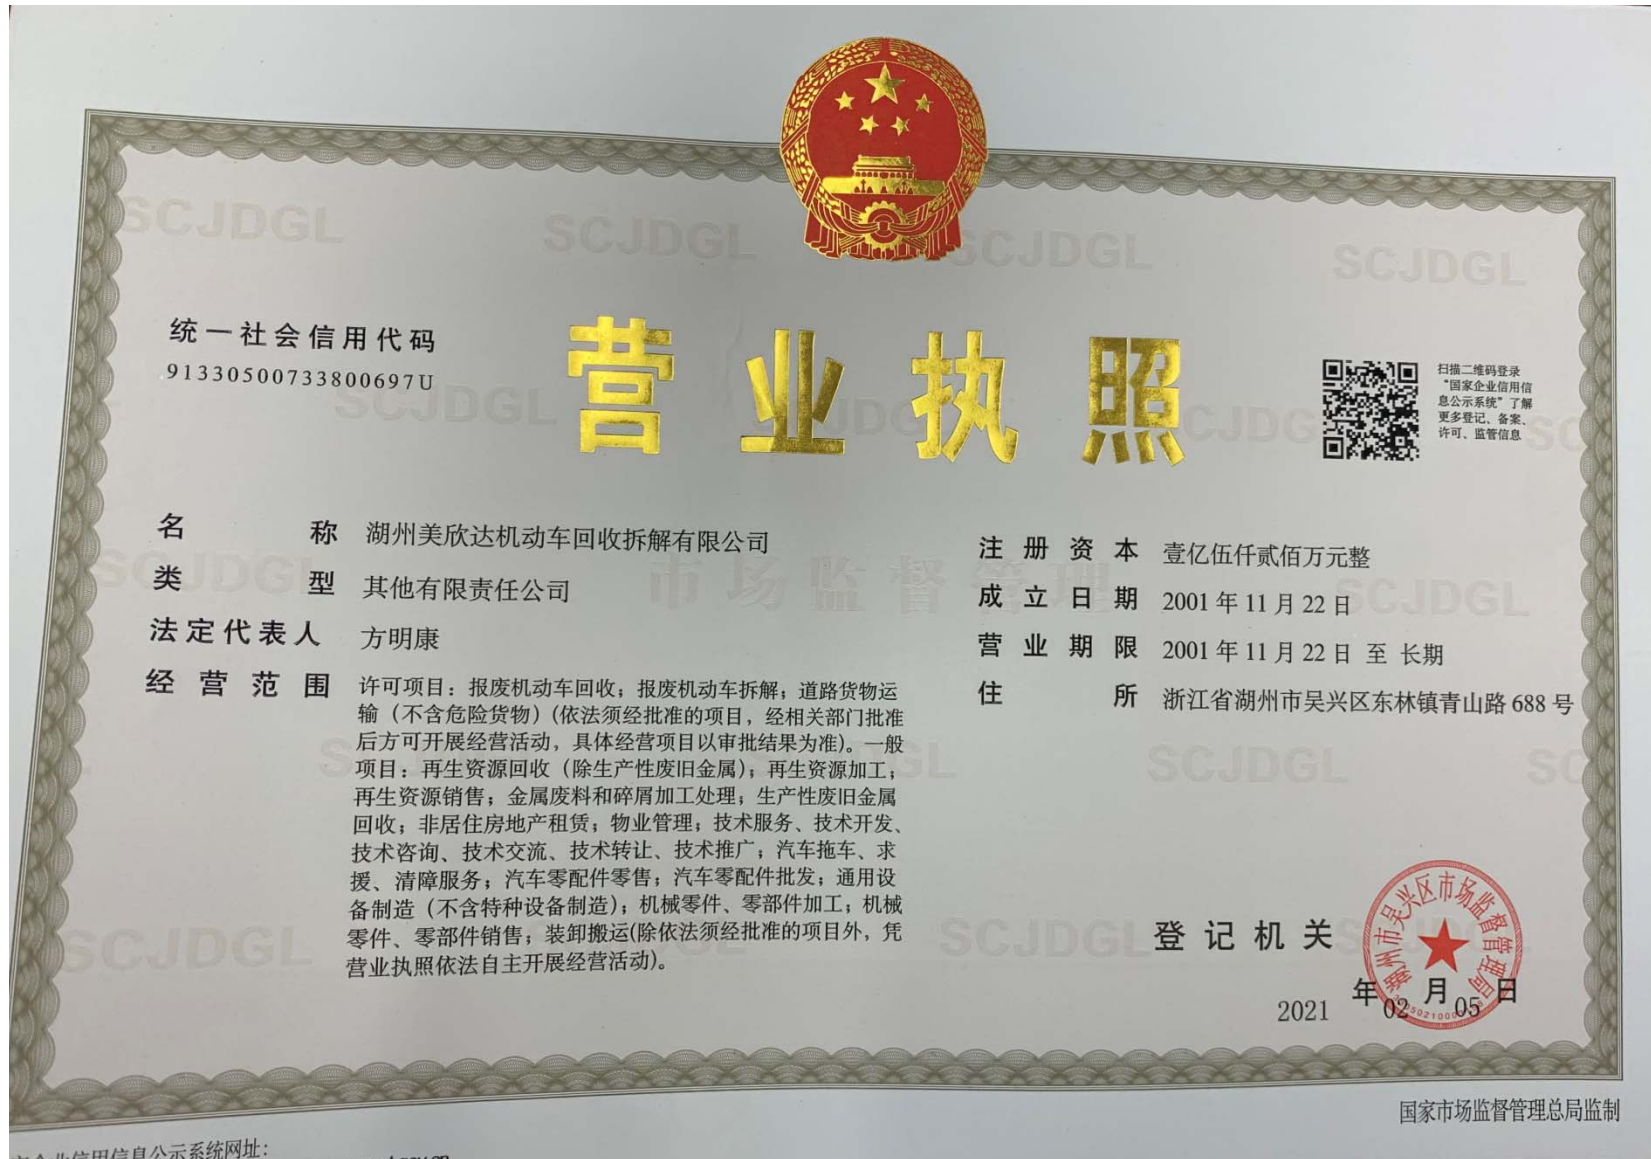 统一社会信用代码
91330500733800697U
营业执照
扫描二维码登录
“国家企业信用信
息公示系统”了解
更多登记、备案、
许可、监管信息
名称 湖州美欣达机动车回收拆解有限公司
类型 其他有限责任公司
法定代表人 方明康
经营范围 许可项目：报废机动车回收；报废机动车拆解；道路货物运
输（不含危险货物）(依法须经批准的项目，经相关部门批准
后方可开展经营活动，具体经营项目以审批结果为准)。一般
项目：再生资源回收（除生产性废旧金属）；再生资源加工；
再生资源销售；金属废料和碎屑加工处理；生产性废旧金属
回收；非居住房地产租赁；物业管理；技术服务、技术开发、
技术咨询、技术交流、技术转让、技术推广；汽车拖车、求
援、清障服务；汽车零配件零售；汽车零配件批发；通用设
备制造（不含特种设备制造）；机械零件、零部件加工；机械
零件、零部件销售；装卸搬运(除依法须经批准的项目外，凭
营业执照依法自主开展经营活动)。
注册资本 壹亿伍仟贰佰万元整
成立日期 2001年11月22日
营业期限 2001年11月22日 至 长期
住所 浙江省湖州市吴兴区东林镇青山路688号
登记机关
湖州市吴兴区市场监督管理局
2021年02月05日
国家市场监督管理总局监制
企业信用信息公示系统网址：
SCJDGL
市场监督管理